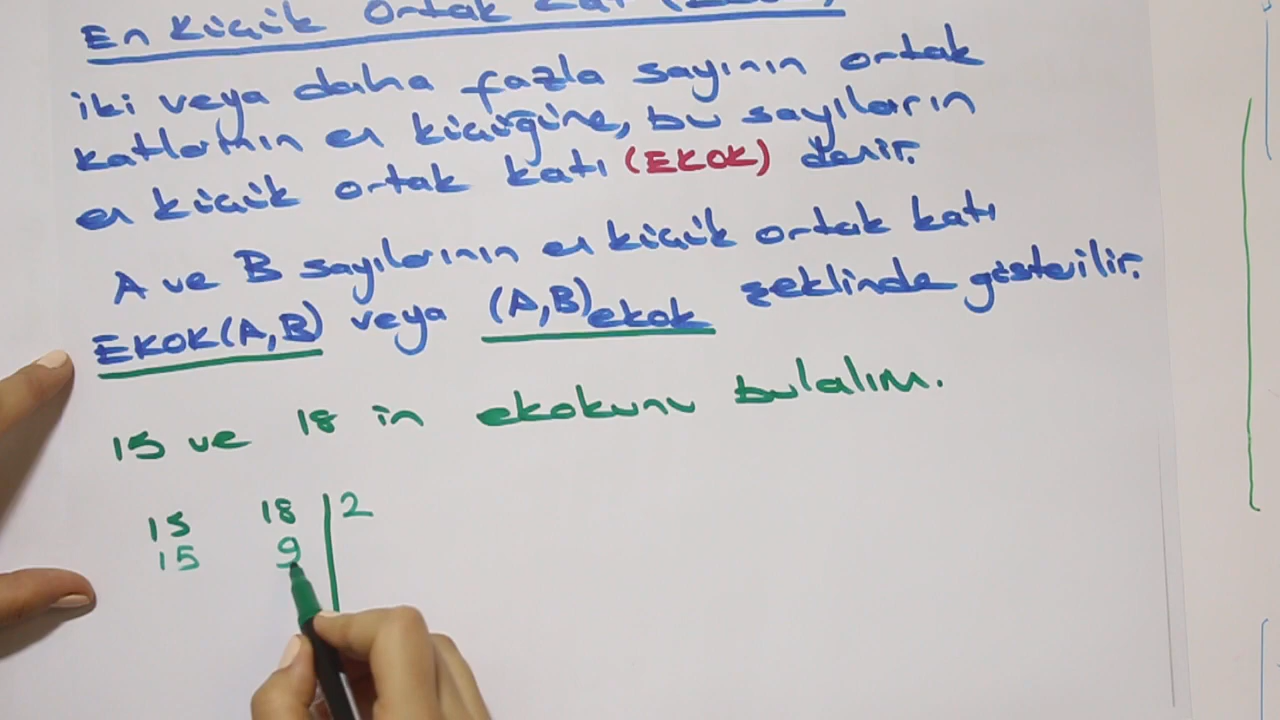 En küçük ortak
iki veya daha fazla sayının ortak
katlarının en küçüğüne, bu sayıların
en küçük ortak katı (EKOK) denir.
A ve B sayılarının en küçük ortak katı
EKOK(A,B) veya (A,B)ekok şeklinde gösterilir.
15 ve 18 in ekokunu bulalım.
15 18 | 2
15 9